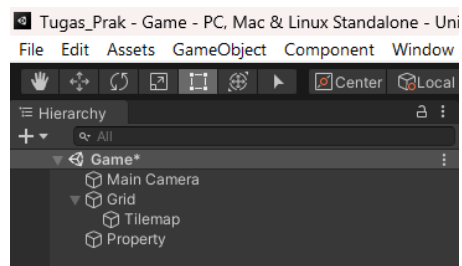 Tugas_Prak - Game - PC, Mac & Linux Standalone - Uni
File Edit Assets GameObject Component Window
Center Local
Hierarchy
All
Game*
Main Camera
Grid
Tilemap
Property